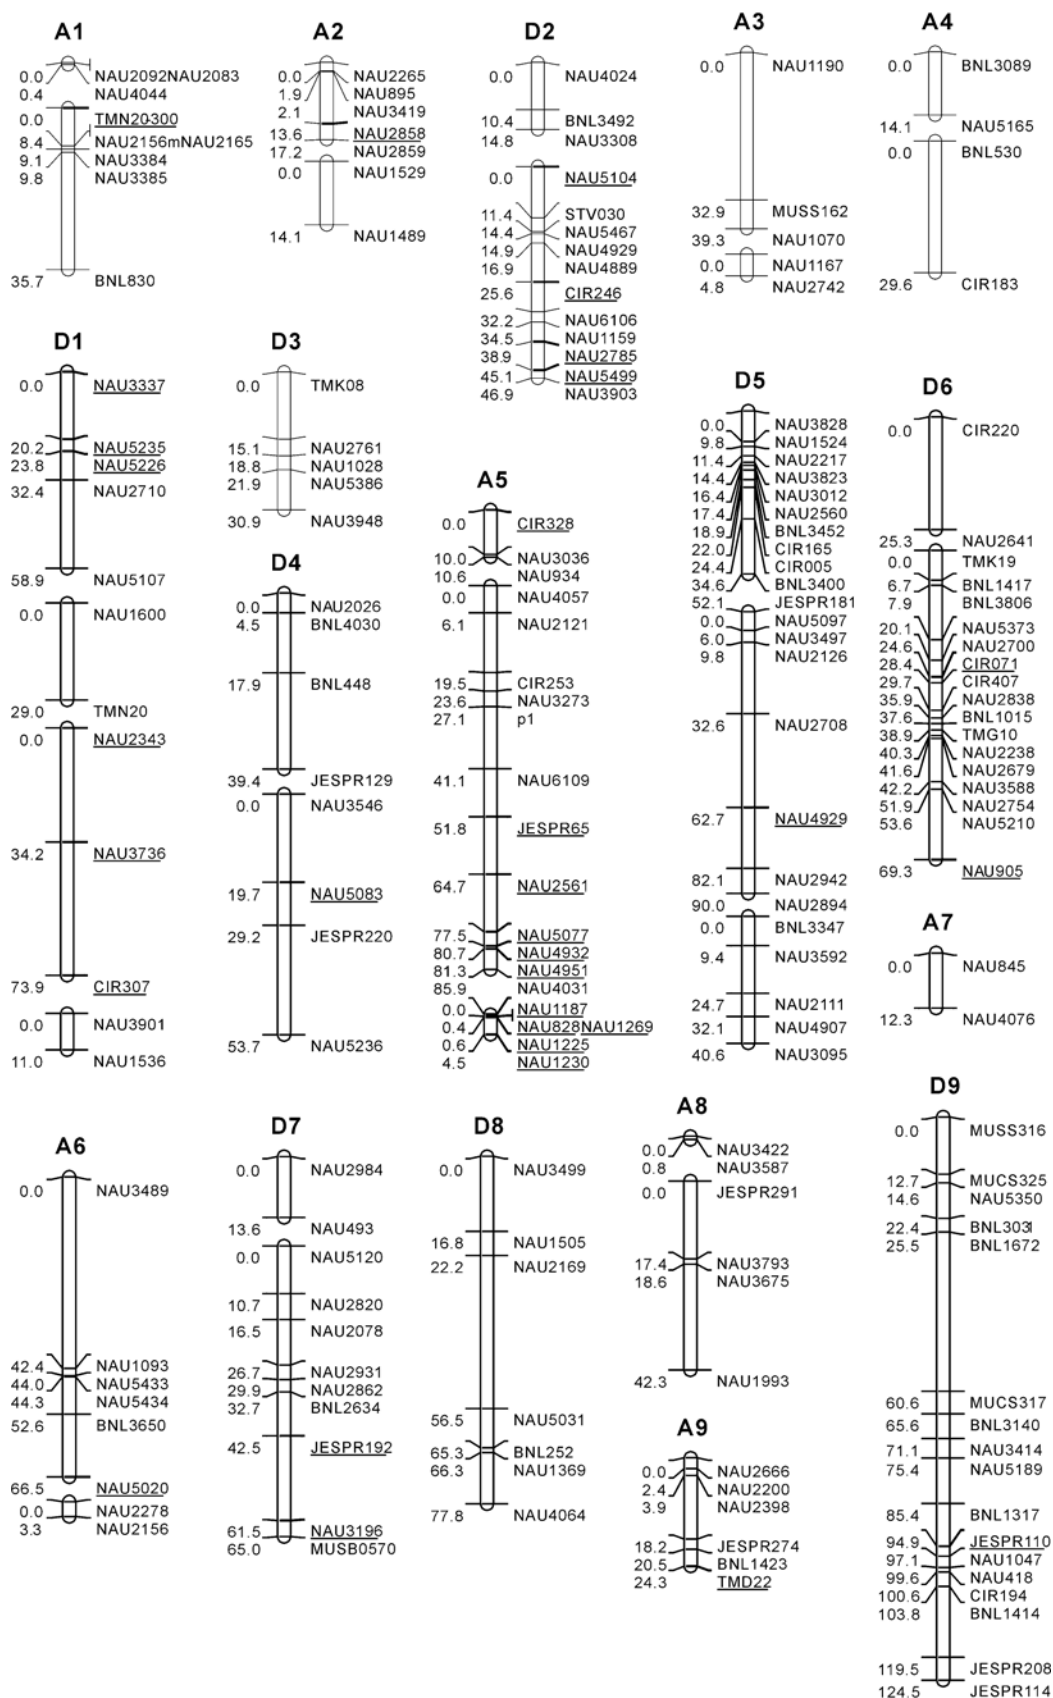 A1
0.0 NAU2092NAU2083
0.4 NAU4044
0.0 TMN20-300
8.4 NAU2156mNAU2165
9.1 NAU3384
9.8 NAU3385
35.7 BNL830
A2
0.0 NAU2265
1.9 NAU895
2.1 NAU3419
13.6 NAU2858
17.2 NAU2859
0.0 NAU1529
14.1 NAU1489
D2
0.0 NAU4024
10.4 BNL3492
14.8 NAU3308
0.0 NAU5104
11.4 STV030
14.4 NAU5467
14.9 NAU4929
16.9 NAU4889
25.6 CIR246
32.2 NAU6106
34.5 NAU1159
38.9 NAU2785
45.1 NAU5499
46.9 NAU3903
A3
0.0 NAU1190
32.9 MUSS162
39.3 NAU1070
0.0 NAU1167
4.8 NAU2742
A4
0.0 BNL3089
14.1 NAU5165
0.0 BNL530
29.6 CIR183
D1
0.0 NAU3337
20.2 NAU5235
23.8 NAU5226
32.4 NAU2710
58.9 NAU5107
0.0 NAU1600
29.0 TMN20
0.0 NAU2343
34.2 NAU3736
73.9 CIR307
0.0 NAU3901
11.0 NAU1536
D3
0.0 TMK08
15.1 NAU2761
18.8 NAU1028
21.9 NAU5386
30.9 NAU3948
D4
0.0 NAU2026
4.5 BNL4030
17.9 BNL448
39.4 JESPR129
0.0 NAU3546
19.7 NAU5083
29.2 JESPR220
53.7 NAU5236
A5
0.0 CIR328
10.0 NAU3036
10.6 NAU934
0.0 NAU4057
6.1 NAU2121
19.5 CIR253
23.6 NAU3273
27.1 p1
41.1 NAU6109
51.8 JESPR65
64.7 NAU2561
77.5 NAU5077
80.7 NAU4932
81.3 NAU4951
85.9 NAU4031
0.0 NAU1187
0.4 NAU828 NAU1269
0.6 NAU1225
4.5 NAU1230
D5
0.0 NAU3828
9.8 NAU1524
11.4 NAU2217
14.4 NAU3823
16.4 NAU3012
17.4 NAU2560
18.9 BNL3452
22.0 CIR165
24.4 CIR005
34.6 BNL3400
52.1 JESPR181
0.0 NAU5097
6.0 NAU3497
9.8 NAU2126
32.6 NAU2708
62.7 NAU4929
82.1 NAU2942
90.0 NAU2894
0.0 BNL3347
9.4 NAU3592
24.7 NAU2111
32.1 NAU4907
40.6 NAU3095
D6
0.0 CIR220
25.3 NAU2641
0.0 TMK19
6.7 BNL1417
7.9 BNL3806
20.1 NAU5373
24.6 NAU2700
28.4 CIR071
29.7 CIR407
35.9 NAU2838
37.6 BNL1015
38.9 TMG10
40.3 NAU2238
41.6 NAU2679
42.2 NAU3588
51.9 NAU2754
53.6 NAU5210
69.3 NAU905
A7
0.0 NAU845
12.3 NAU4076
A6
0.0 NAU3489
42.4 NAU1093
44.0 NAU5433
44.3 NAU5434
52.6 BNL3650
66.5 NAU5020
0.0 NAU2278
3.3 NAU2156
D7
0.0 NAU2984
13.6 NAU493
0.0 NAU5120
10.7 NAU2820
16.5 NAU2078
26.7 NAU2931
29.9 NAU2862
32.7 BNL2634
42.5 JESPR192
61.5 NAU3196
65.0 MUSB0570
D8
0.0 NAU3499
16.8 NAU1505
22.2 NAU2169
56.5 NAU5031
65.3 BNL252
66.3 NAU1369
77.8 NAU4064
A8
0.0 NAU3422
0.8 NAU3587
0.0 JESPR291
17.4 NAU3793
18.6 NAU3675
42.3 NAU1993
A9
0.0 NAU2666
2.4 NAU2200
3.9 NAU2398
18.2 JESPR274
20.5 BNL1423
24.3 TMD22
D9
0.0 MUSS316
12.7 MUCS325
14.6 NAU5350
22.4 BNL3031
25.5 BNL1672
60.6 MUCS317
65.6 BNL3140
71.1 NAU3414
75.4 NAU5189
85.4 BNL1317
94.9 JESPR110
97.1 NAU1047
99.6 NAU418
100.6 CIR194
103.8 BNL1414
119.5 JESPR208
124.5 JESPR114